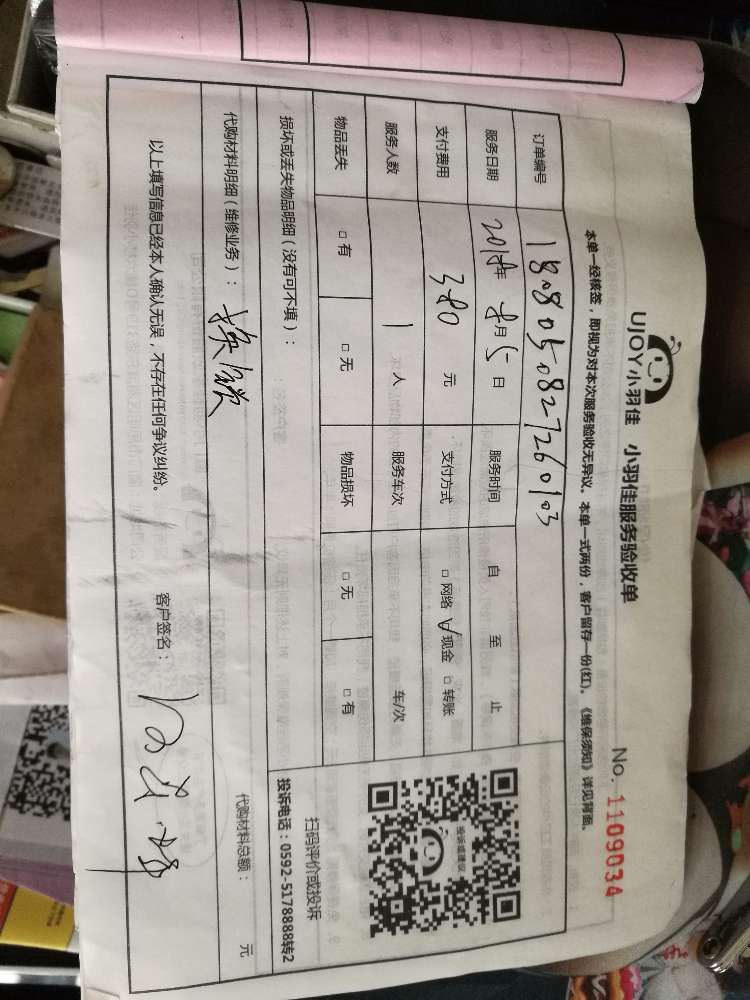 UJOY小羽佳 小羽佳服务验收单
No. 1109034
本单一经核签，即视为对本次服务验收无异议。本单一式两份，客户留存一份(红)。《维保须知》详见背面。
订单编号 1808050827260103
服务日期 2018年 8月 5日 服务时间 自 至 止
支付费用 380 元 支付方式 □网络 ☑现金 □转账
服务人数 1 人 服务车次 车/次
物品丢失 □有 □无 物品损坏 □无 □有
投诉或建议
扫码评价或投诉
投诉电话：0592-5178888转2
损坏或丢失物品明细（没有可不填）：
代购材料明细（维修业务）： 换锁
代购材料总额： 元
以上填写信息已经本人确认无误，不存在任何争议纠纷。 客户签名：